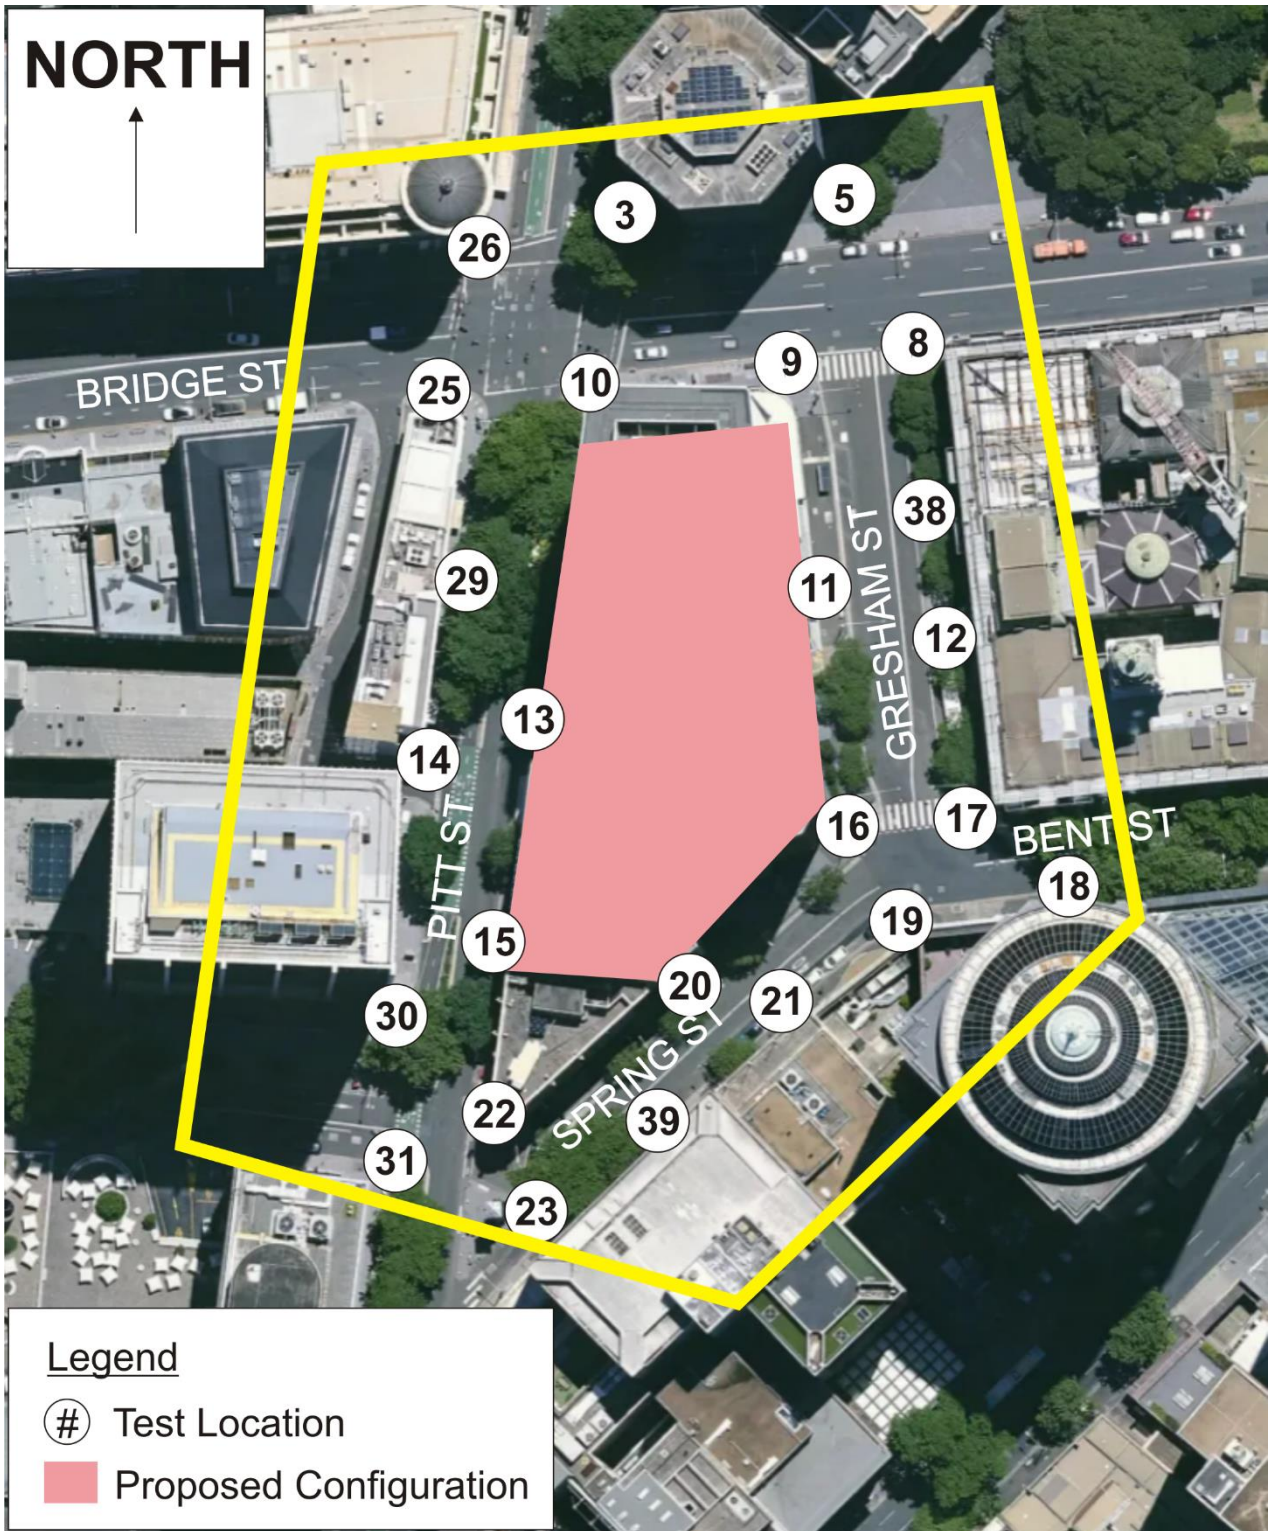 NORTH
3
5
26
8
9
BRIDGE ST
25
10
38
29
11
GRESHAM ST
12
13
14
PITT ST
16
17
BENT ST
18
15
19
20
21
30
SPRING ST
22
39
31
23
Legend
# Test Location
Proposed Configuration